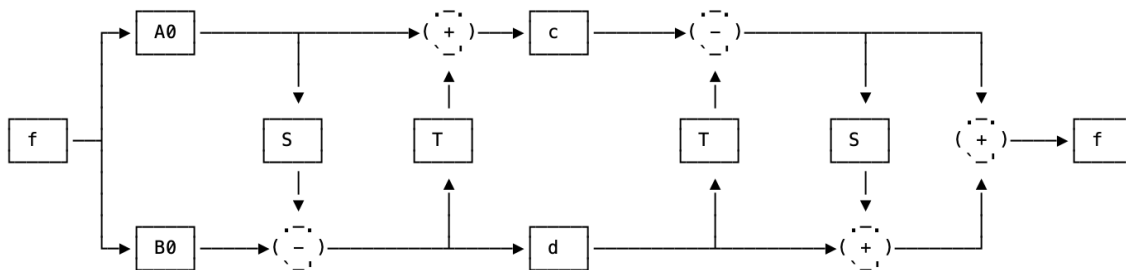 A0 + c −
f S T T S + f
B0 − d +